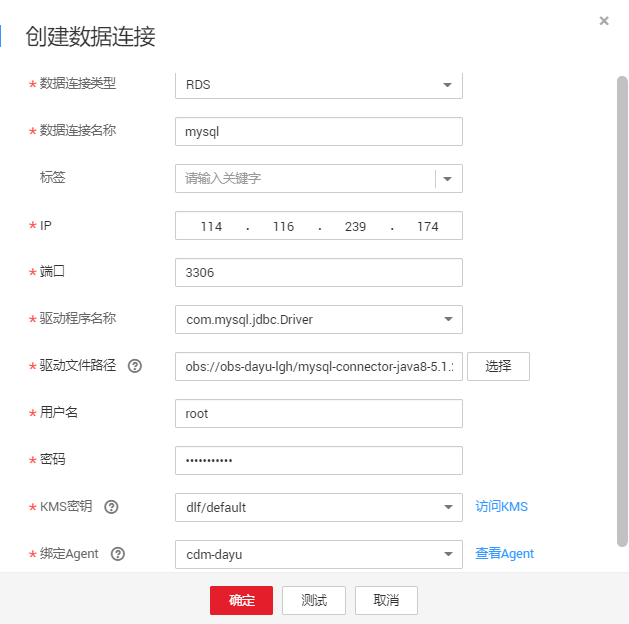 创建数据连接
* 数据连接类型 RDS
* 数据连接名称 mysql
标签 请输入关键字
* IP 114 . 116 . 239 . 174
* 端口 3306
* 驱动程序名称 com.mysql.jdbc.Driver
* 驱动文件路径 ? obs://obs-dayu-lgh/mysql-connector-java8-5.1. 选择
* 用户名 root
* 密码 •••••••••••
* KMS密钥 ? dlf/default 访问KMS
* 绑定Agent ? cdm-dayu 查看Agent
确定 测试 取消